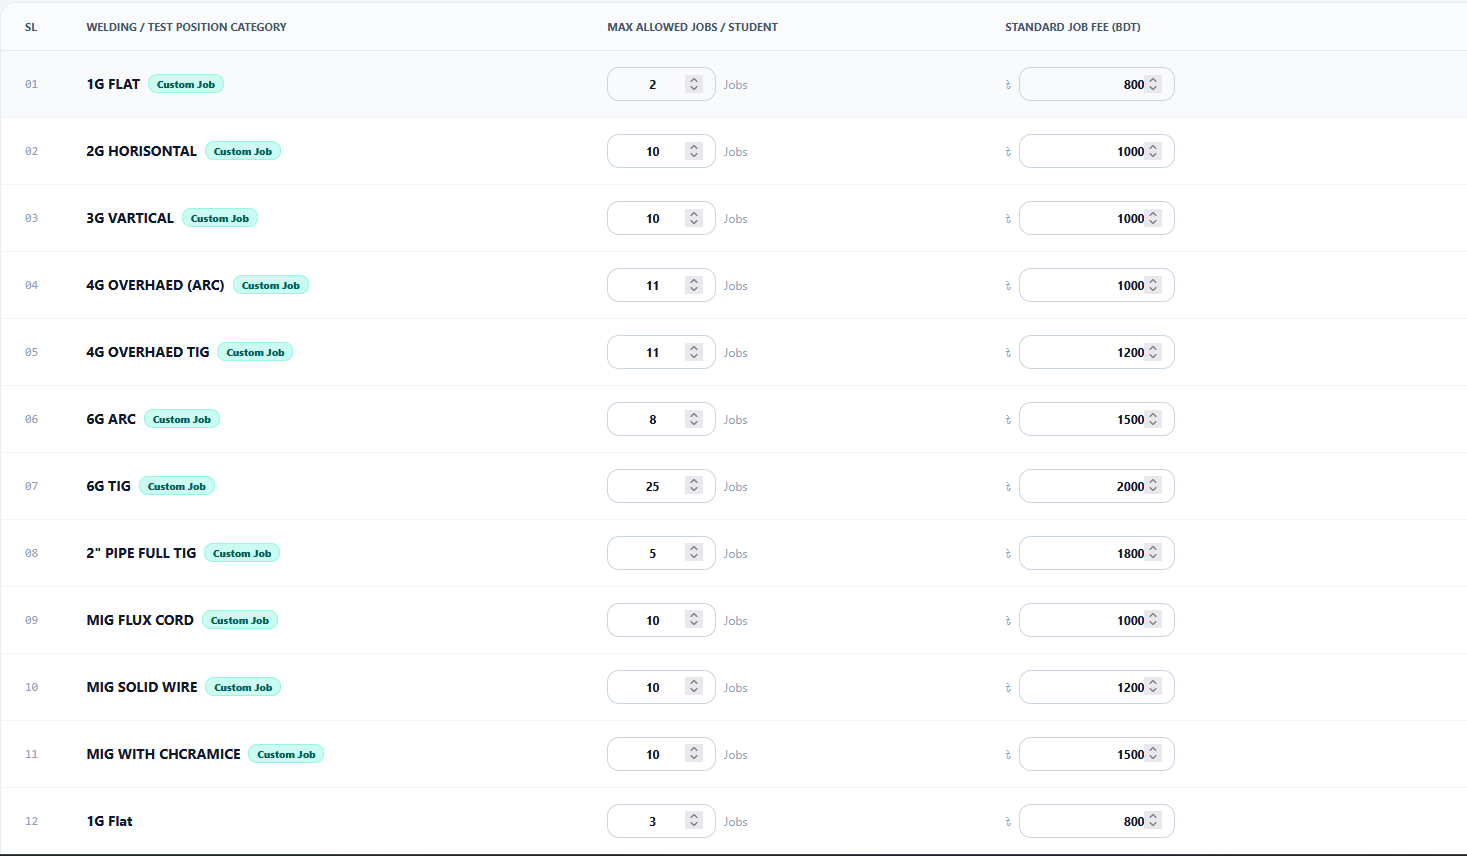 SL WELDING / TEST POSITION CATEGORY MAX ALLOWED JOBS / STUDENT STANDARD JOB FEE (BDT)
01 1G FLAT Custom Job 2 Jobs ৳ 800
02 2G HORISONTAL Custom Job 10 Jobs ৳ 1000
03 3G VARTICAL Custom Job 10 Jobs ৳ 1000
04 4G OVERHAED (ARC) Custom Job 11 Jobs ৳ 1000
05 4G OVERHAED TIG Custom Job 11 Jobs ৳ 1200
06 6G ARC Custom Job 8 Jobs ৳ 1500
07 6G TIG Custom Job 25 Jobs ৳ 2000
08 2" PIPE FULL TIG Custom Job 5 Jobs ৳ 1800
09 MIG FLUX CORD Custom Job 10 Jobs ৳ 1000
10 MIG SOLID WIRE Custom Job 10 Jobs ৳ 1200
11 MIG WITH CHCRAMICE Custom Job 10 Jobs ৳ 1500
12 1G Flat 3 Jobs ৳ 800